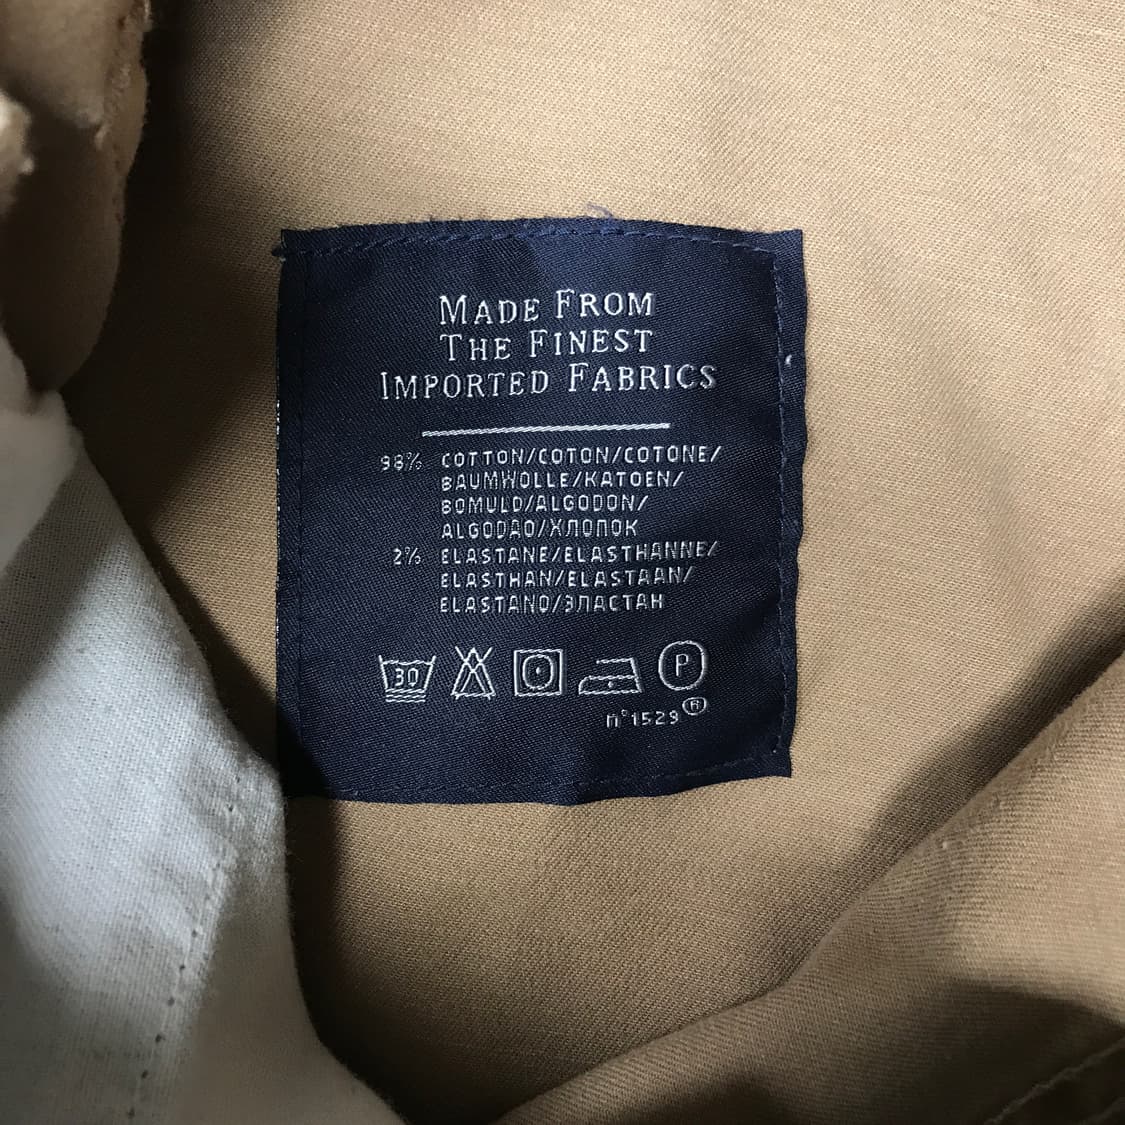 MADE FROM
THE FINEST
IMPORTED FABRICS
98% COTTON/COTON/COTONE/
BAUMWOLLE/KATOEN/
BOMULD/ALGODON/
ALGODAO/ХЛОПОК
2% ELASTANE/ELASTHANNE/
ELASTHAN/ELASTAAN/
ELASTANO/ЭЛАСТАН
30 P
n°1529®